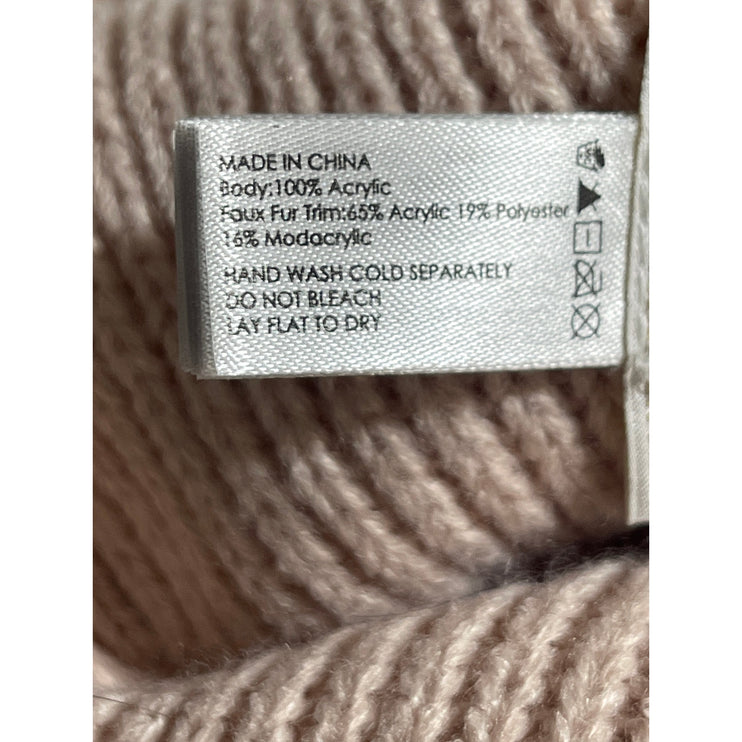 MADE IN CHINA
Body:100% Acrylic
Faux Fur Trim:65% Acrylic 19% Polyester
16% Modacrylic
HAND WASH COLD SEPARATELY
DO NOT BLEACH
LAY FLAT TO DRY